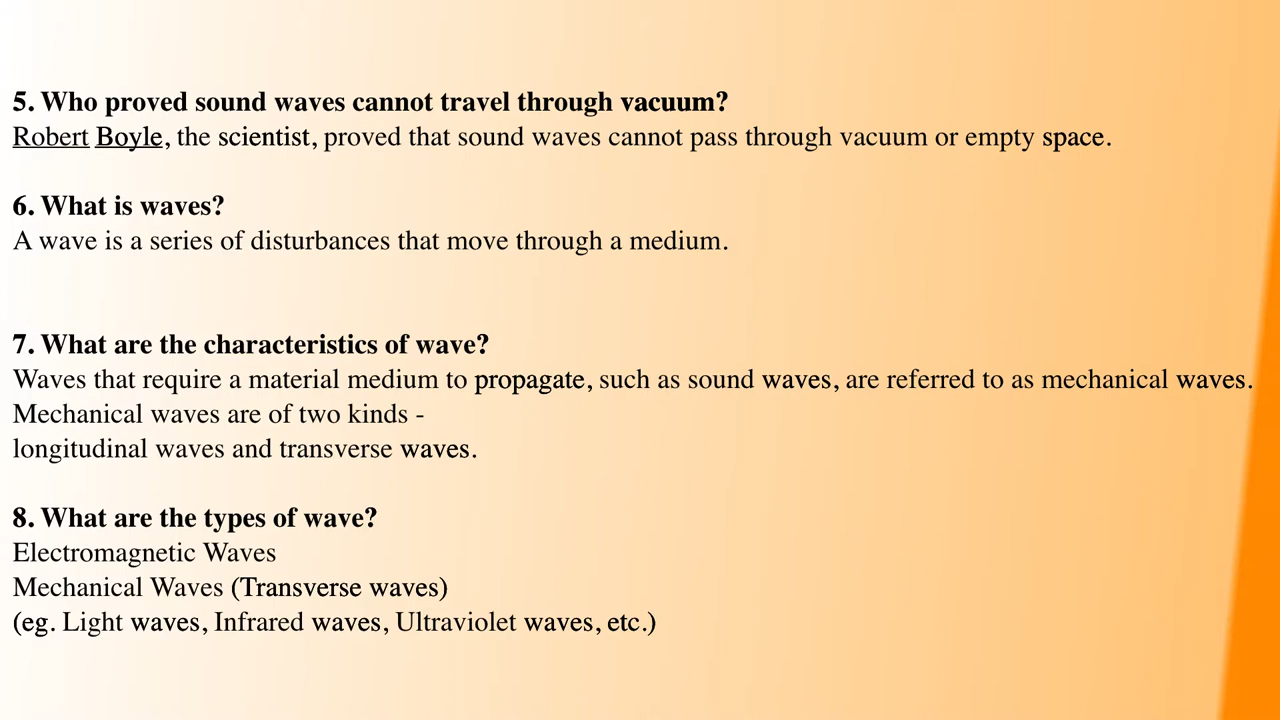 5. Who proved sound waves cannot travel through vacuum?
Robert Boyle, the scientist, proved that sound waves cannot pass through vacuum or empty space.
6. What is waves?
A wave is a series of disturbances that move through a medium.
7. What are the characteristics of wave?
Waves that require a material medium to propagate, such as sound waves, are referred to as mechanical waves.
Mechanical waves are of two kinds -
longitudinal waves and transverse waves.
8. What are the types of wave?
Electromagnetic Waves
Mechanical Waves (Transverse waves)
(eg. Light waves, Infrared waves, Ultraviolet waves, etc.)